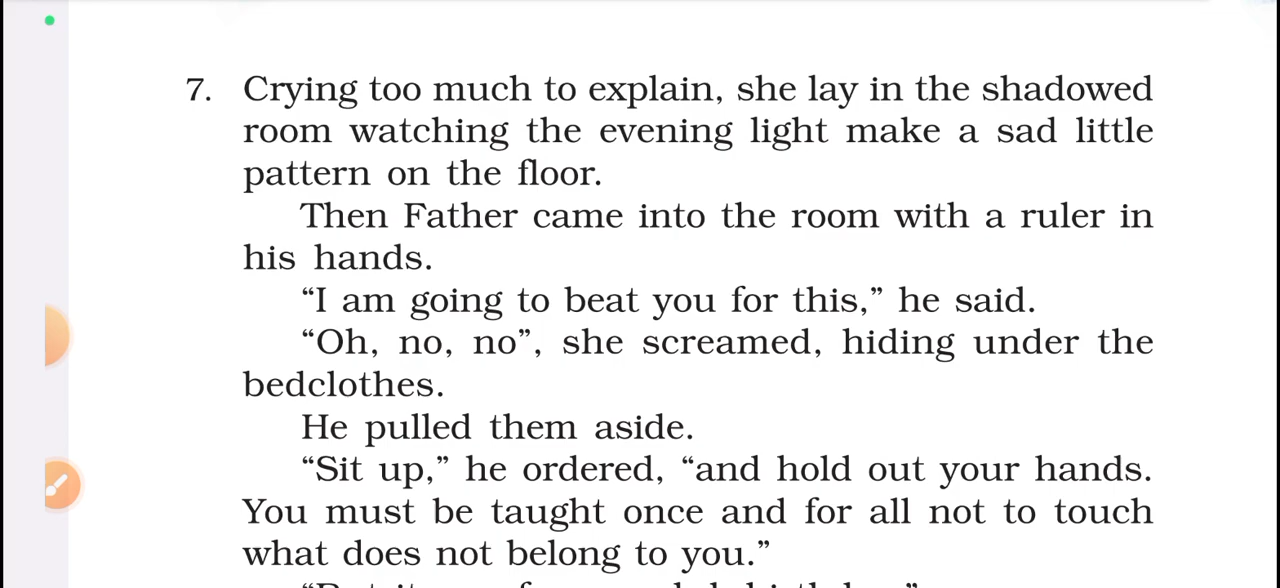 7. Crying too much to explain, she lay in the shadowed
room watching the evening light make a sad little
pattern on the floor.
Then Father came into the room with a ruler in
his hands.
“I am going to beat you for this,” he said.
“Oh, no, no”, she screamed, hiding under the
bedclothes.
He pulled them aside.
“Sit up,” he ordered, “and hold out your hands.
You must be taught once and for all not to touch
what does not belong to you.”